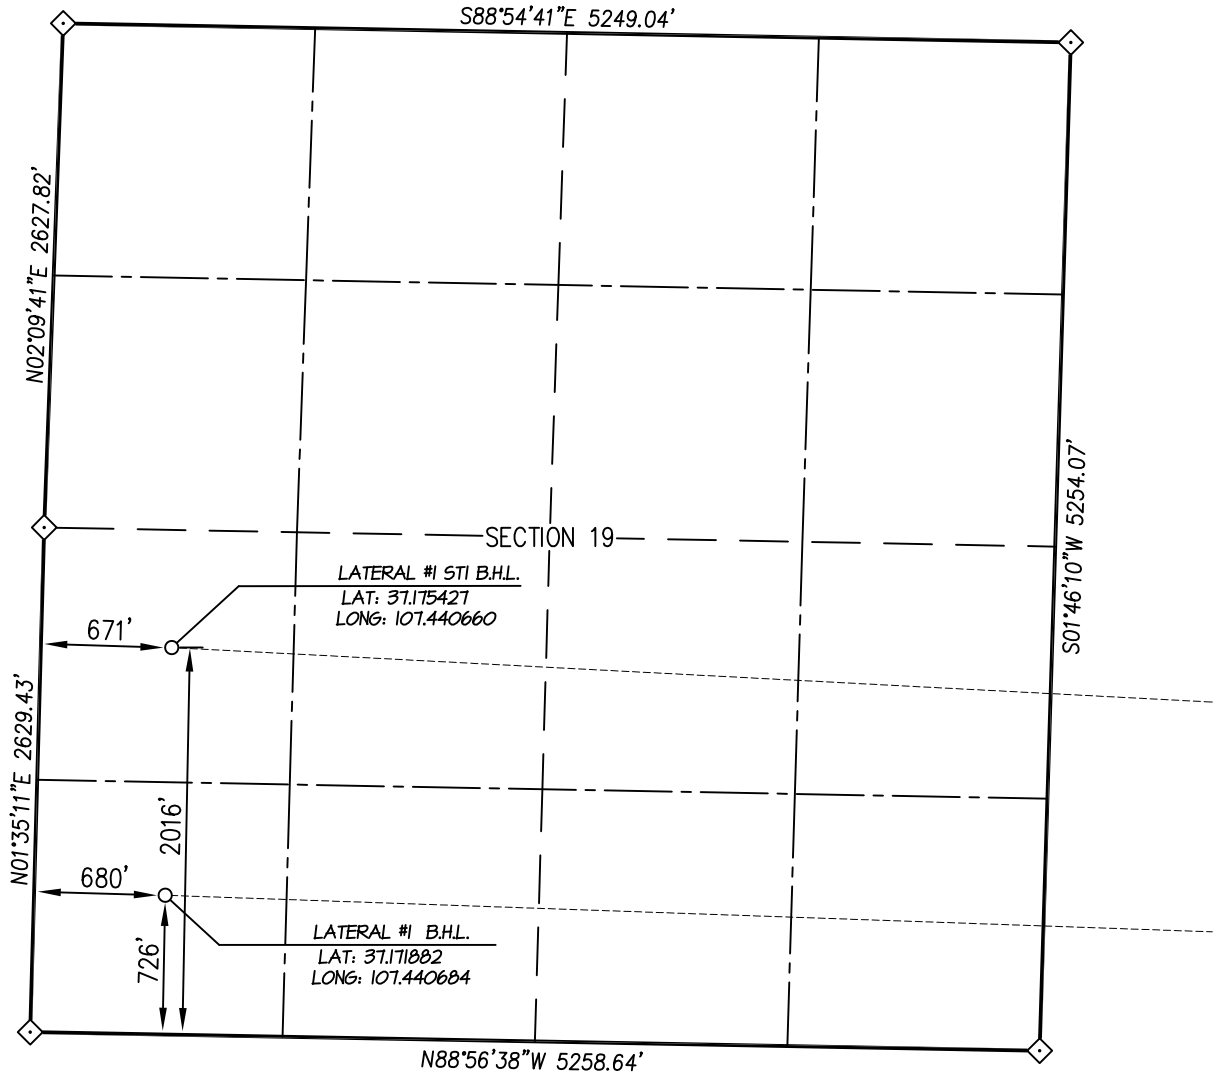 S88°54'41"E 5249.04'
N02°09'41"E 2627.82'
S01°46'10"W 5254.07'
SECTION 19
LATERAL #1 ST1 B.H.L.
LAT: 37.175427
LONG: 107.440660
671'
N01°35'11"E 2629.43'
2016'
680'
LATERAL #1 B.H.L.
LAT: 37.171882
LONG: 107.440684
726'
N88°56'38"W 5258.64'